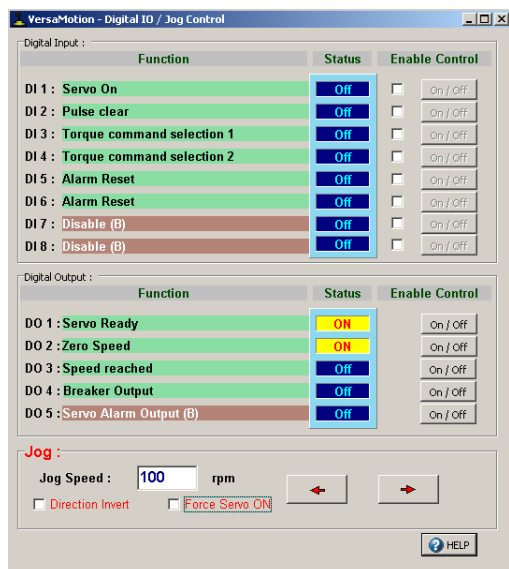 VersaMotion - Digital IO / Jog Control
Digital Input :
Function Status Enable Control
DI 1 : Servo On Off On / Off
DI 2 : Pulse clear Off On / Off
DI 3 : Torque command selection 1 Off On / Off
DI 4 : Torque command selection 2 Off On / Off
DI 5 : Alarm Reset Off On / Off
DI 6 : Alarm Reset Off On / Off
DI 7 : Disable (B) Off On / Off
DI 8 : Disable (B) Off On / Off
Digital Output :
Function Status Enable Control
DO 1 : Servo Ready ON On / Off
DO 2 : Zero Speed ON On / Off
DO 3 : Speed reached Off On / Off
DO 4 : Breaker Output Off On / Off
DO 5 : Servo Alarm Output (B) Off On / Off
Jog :
Jog Speed : 100 rpm
Direction Invert Force Servo ON
HELP